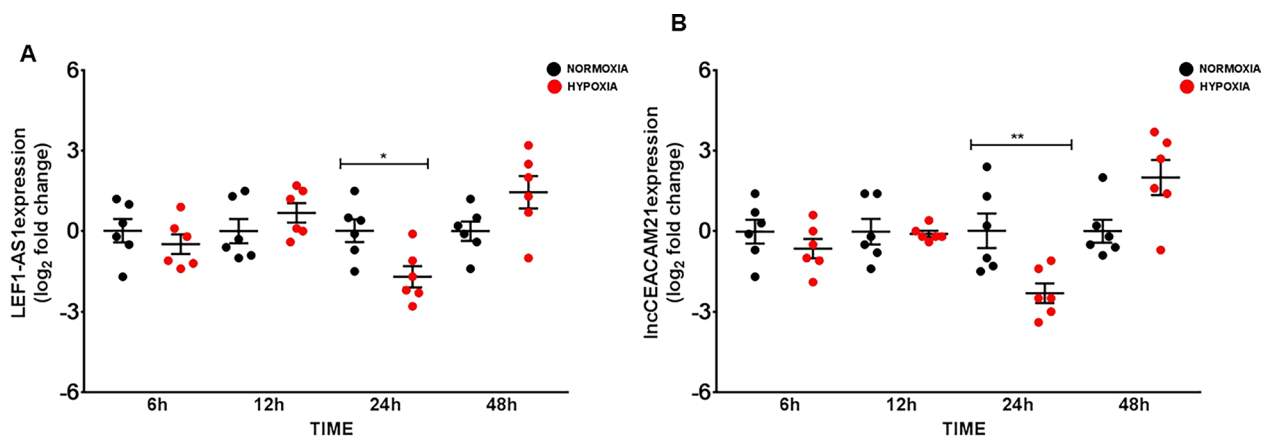 A
LEF1-AS1expression
(log2 fold change)
6
3
0
-3
-6
NORMOXIA
HYPOXIA
*
6h
12h
24h
48h
TIME
B
lncCEACAM21expression
(log2 fold change)
6
3
0
-3
-6
NORMOXIA
HYPOXIA
**
6h
12h
24h
48h
TIME